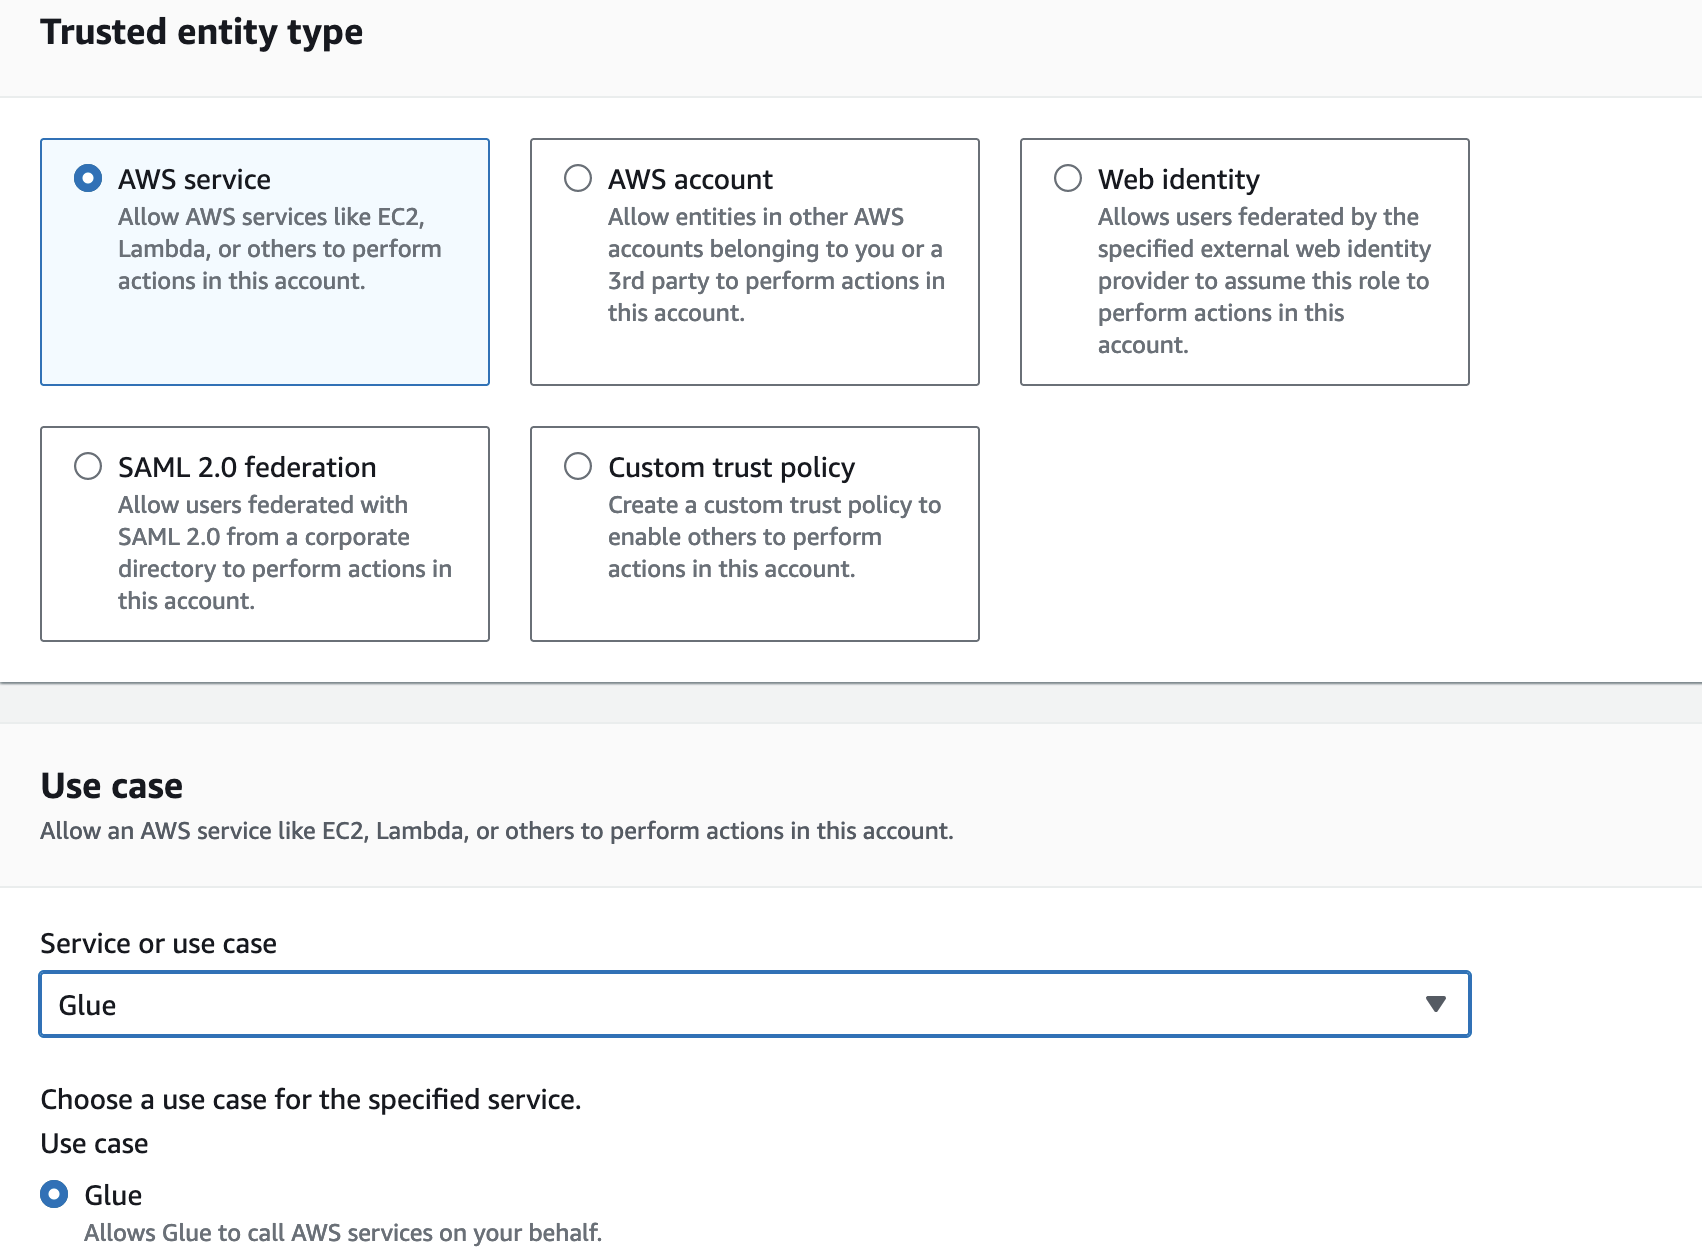 Trusted entity type
AWS service
Allow AWS services like EC2,
Lambda, or others to perform
actions in this account.
AWS account
Allow entities in other AWS
accounts belonging to you or a
3rd party to perform actions in
this account.
Web identity
Allows users federated by the
specified external web identity
provider to assume this role to
perform actions in this
account.
SAML 2.0 federation
Allow users federated with
SAML 2.0 from a corporate
directory to perform actions in
this account.
Custom trust policy
Create a custom trust policy to
enable others to perform
actions in this account.
Use case
Allow an AWS service like EC2, Lambda, or others to perform actions in this account.
Service or use case
Glue
Choose a use case for the specified service.
Use case
Glue
Allows Glue to call AWS services on your behalf.